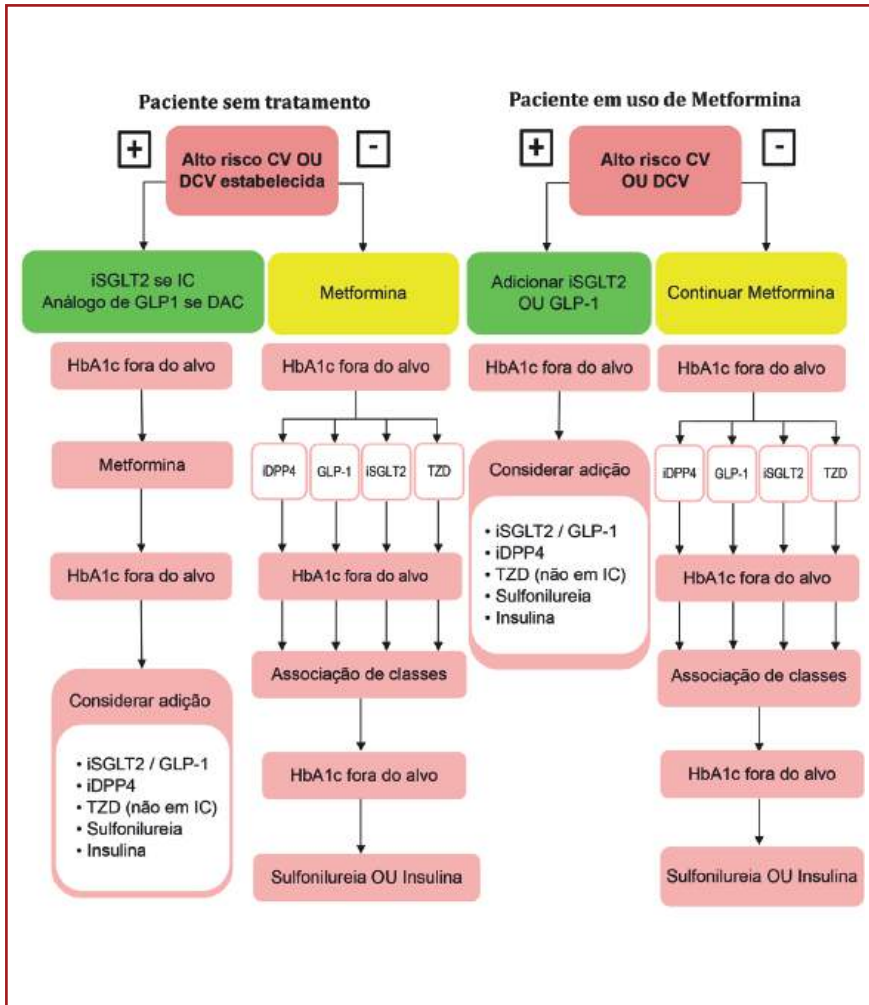 Paciente sem tratamento
+
-
Alto risco CV OU
DCV estabelecida
iSGLT2 se IC
Análogo de GLP1 se DAC
Metformina
HbA1c fora do alvo
Metformina
HbA1c fora do alvo
Considerar adição
• iSGLT2 / GLP-1
• iDPP4
• TZD (não em IC)
• Sulfonilureia
• Insulina
HbA1c fora do alvo
iDPP4 GLP-1 iSGLT2 TZD
HbA1c fora do alvo
Associação de classes
HbA1c fora do alvo
Sulfonilureia OU Insulina
Paciente em uso de Metformina
+
-
Alto risco CV
OU DCV
Adicionar iSGLT2
OU GLP-1
Continuar Metformina
HbA1c fora do alvo
Considerar adição
• iSGLT2 / GLP-1
• iDPP4
• TZD (não em IC)
• Sulfonilureia
• Insulina
HbA1c fora do alvo
iDPP4 GLP-1 iSGLT2 TZD
HbA1c fora do alvo
Associação de classes
HbA1c fora do alvo
Sulfonilureia OU Insulina